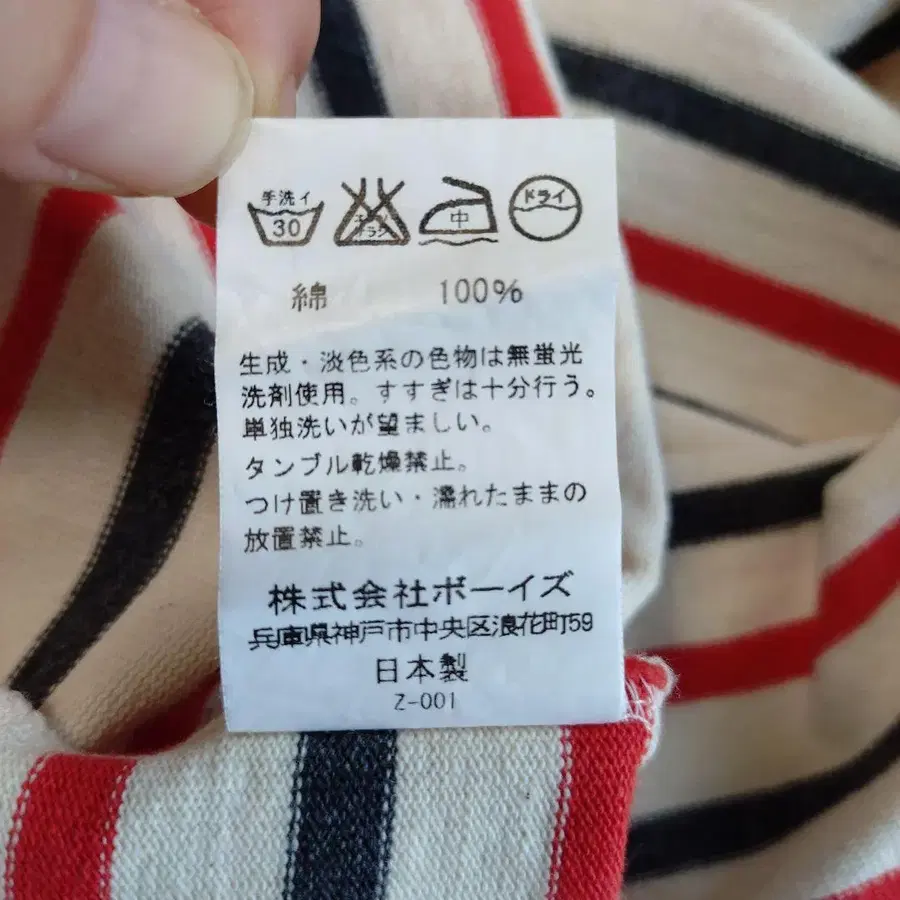 手洗イ
30
エンソ
サラシ
中
ドライ
綿 100%
生成・淡色系の色物は無蛍光
洗剤使用。すすぎは十分行う。
単独洗いが望ましい。
タンブル乾燥禁止。
つけ置き洗い・濡れたままの
放置禁止。
株式会社ボーイズ
兵庫県神戸市中央区浪花町59
日本製
Z-001